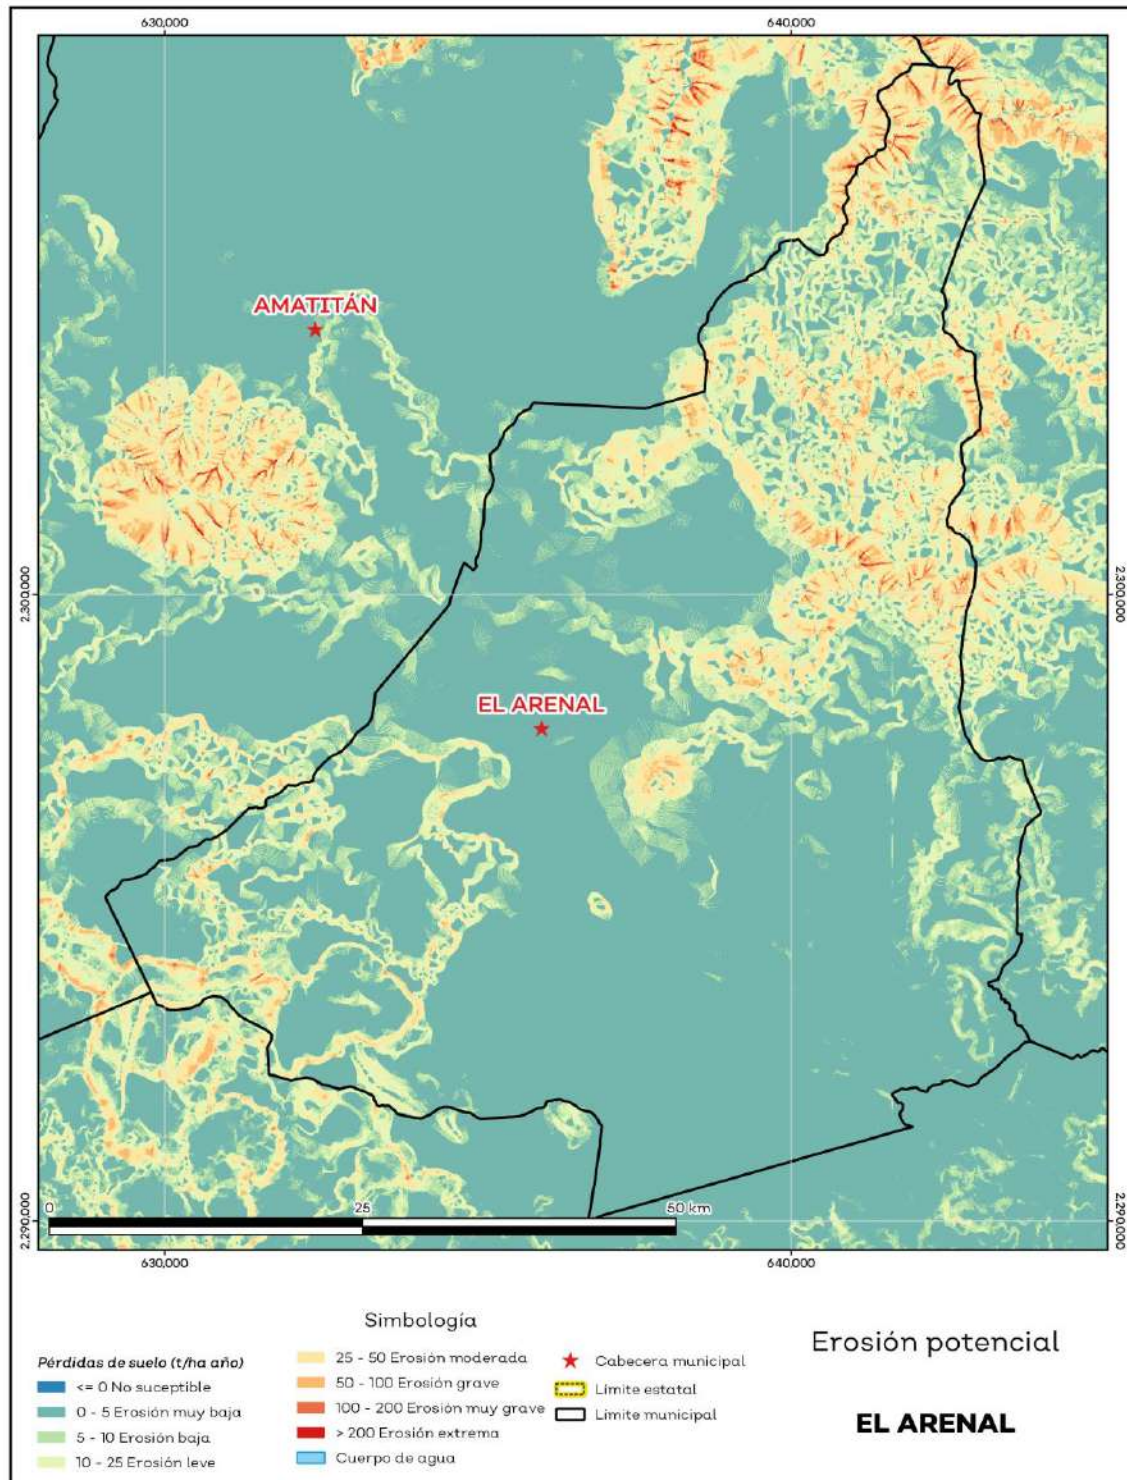 630,000
640,000
AMATITÁN
2,300,000
2,300,000
EL ARENAL
2,290,000
2,290,000
0
25
50 km
630,000
640,000
Simbología
Pérdidas de suelo (t/ha año)
<= 0 No suceptible
0 - 5 Erosión muy baja
5 - 10 Erosión baja
10 - 25 Erosión leve
25 - 50 Erosión moderada
50 - 100 Erosión grave
100 - 200 Erosión muy grave
> 200 Erosión extrema
Cuerpo de agua
Cabecera municipal
Límite estatal
Límite municipal
Erosión potencial
EL ARENAL